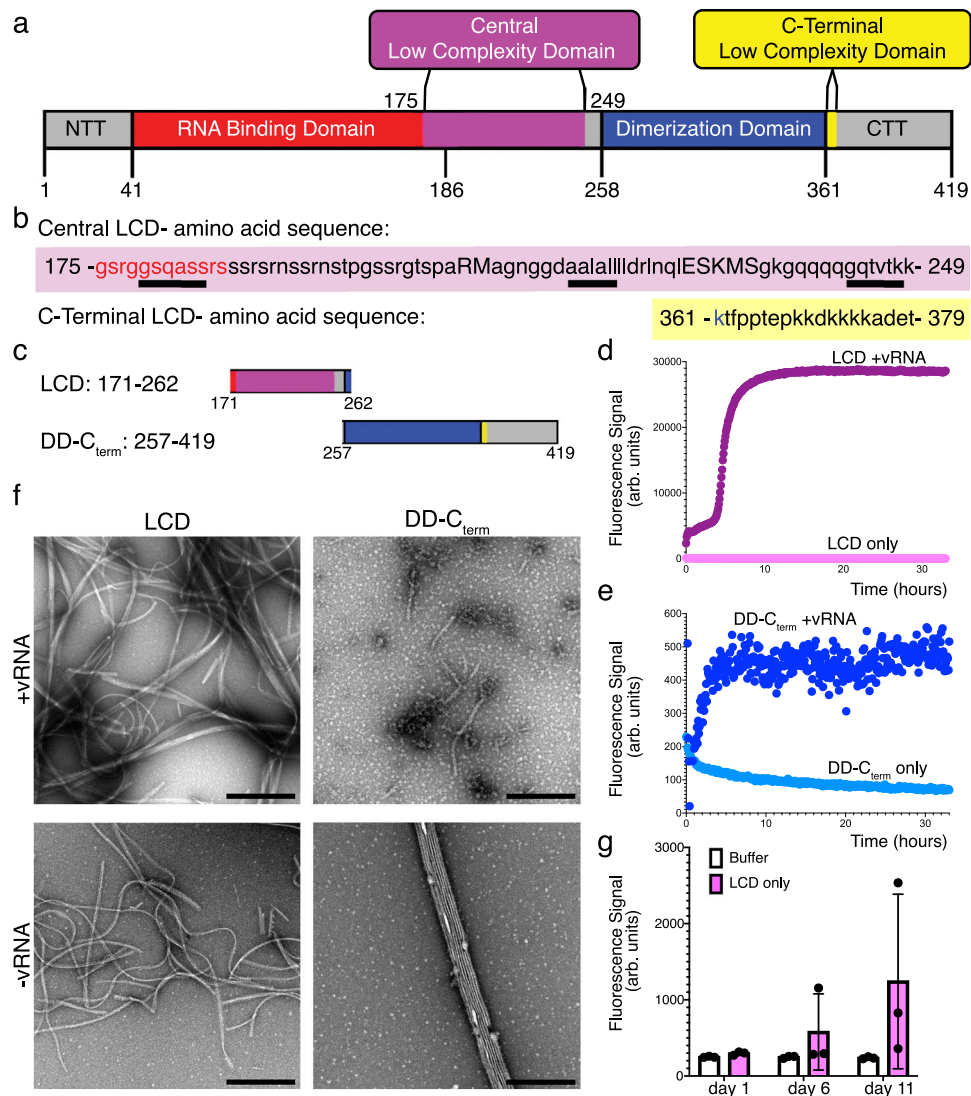 a
Central
Low Complexity Domain
C-Terminal
Low Complexity Domain
175
249
NTT
RNA Binding Domain
Dimerization Domain
CTT
1
41
186
258
361
419
b
Central LCD- amino acid sequence:
175 -gsrggsqassrsssrsrnssrnstpgssrgtspaRMagnggdaalalllldrlnqlESKMSgkgqqqqgqtvtkk- 249
C-Terminal LCD- amino acid sequence:
361 -ktfpptepkkdkkkkadet- 379
c
LCD: 171-262
171
262
DD-Cterm: 257-419
257
419
d
LCD +vRNA
LCD only
Fluorescence Signal
(arb. units)
30000
20000
10000
0
0
10
20
30
Time (hours)
e
DD-Cterm +vRNA
DD-Cterm only
Fluorescence Signal
(arb. units)
600
500
400
300
200
100
0
0
10
20
30
Time (hours)
f
LCD
DD-Cterm
+vRNA
-vRNA
g
Buffer
LCD only
Fluorescence Signal
(arb. units)
3000
2000
1000
0
day 1
day 6
day 11